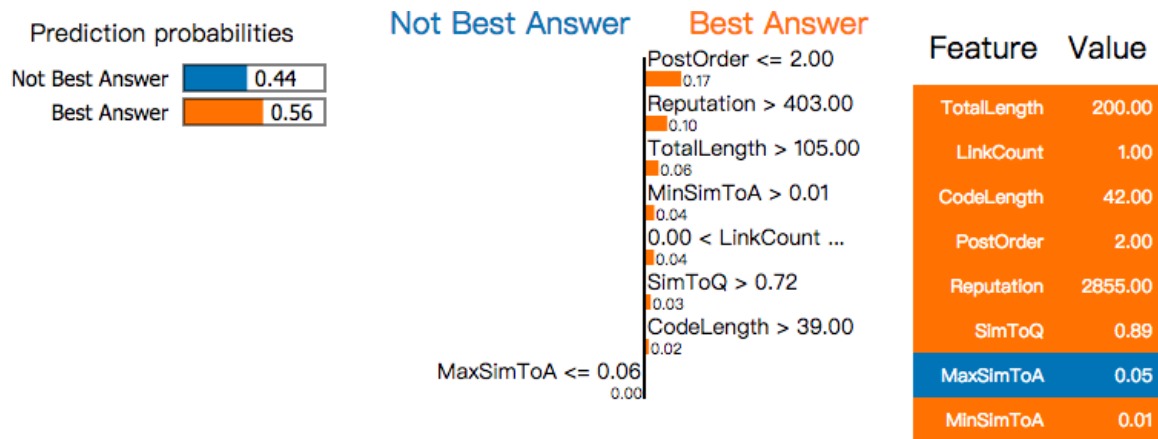 Prediction probabilities
Not Best Answer 0.44
Best Answer 0.56
Not Best Answer Best Answer
PostOrder <= 2.00
0.17
Reputation > 403.00
0.10
TotalLength > 105.00
0.06
MinSimToA > 0.01
0.04
0.00 < LinkCount ...
0.04
SimToQ > 0.72
0.03
CodeLength > 39.00
0.02
MaxSimToA <= 0.06
0.00
Feature Value
TotalLength 200.00
LinkCount 1.00
CodeLength 42.00
PostOrder 2.00
Reputation 2855.00
SimToQ 0.89
MaxSimToA 0.05
MinSimToA 0.01